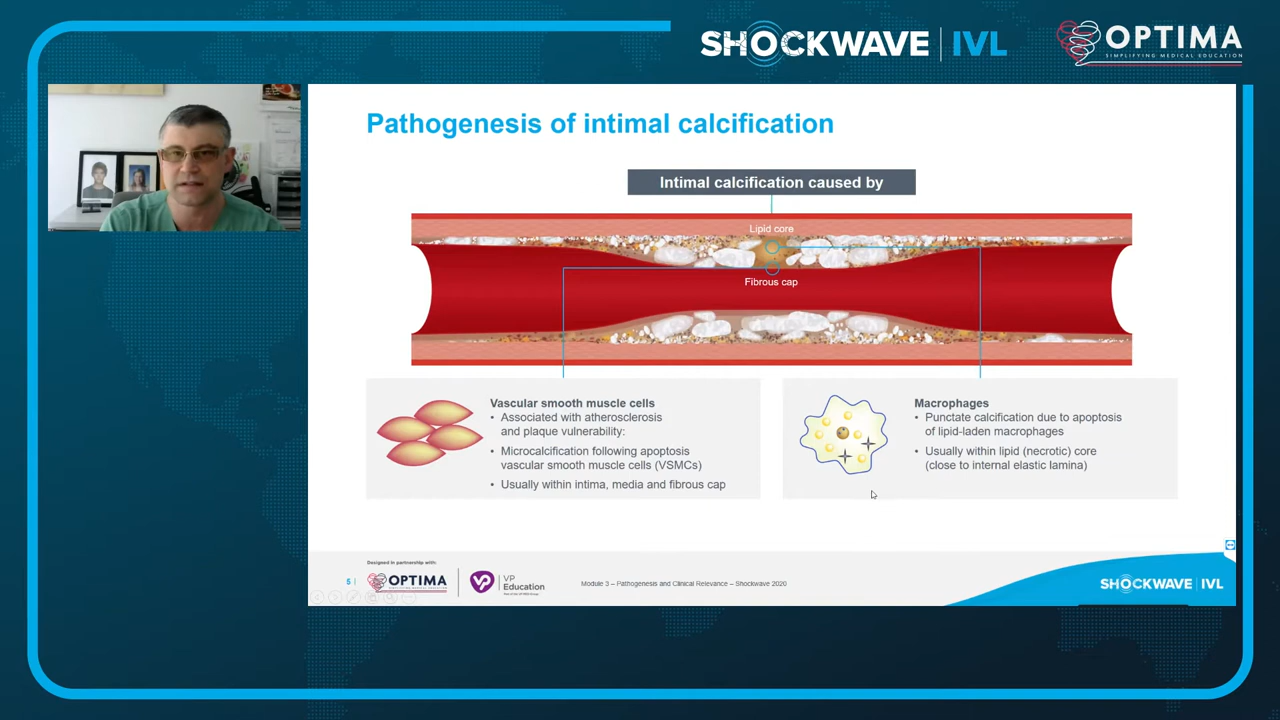 SHOCKWAVE | IVL
OPTIMA
SIMPLIFYING MEDICAL EDUCATION
Pathogenesis of intimal calcification
Intimal calcification caused by
Lipid core
Fibrous cap
Vascular smooth muscle cells
• Associated with atherosclerosis
and plaque vulnerability:
• Microcalcification following apoptosis
vascular smooth muscle cells (VSMCs)
• Usually within intima, media and fibrous cap
Macrophages
• Punctate calcification due to apoptosis
of lipid-laden macrophages
• Usually within lipid (necrotic) core
(close to internal elastic lamina)
Designed in partnership with:
5 |
OPTIMA
VP
Education
Module 3 – Pathogenesis and Clinical Relevance – Shockwave 2020
SHOCKWAVE | IVL